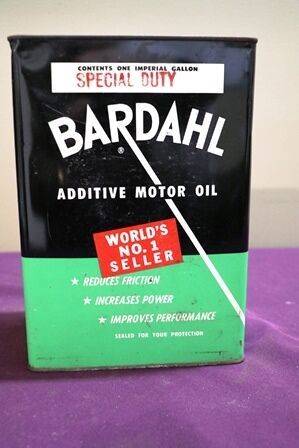 CONTENTS ONE IMPERIAL GALLON
SPECIAL DUTY
BARDAHL
®
ADDITIVE MOTOR OIL
WORLD'S
NO. 1
SELLER
★ REDUCES FRICTION
★ INCREASES POWER
★ IMPROVES PERFORMANCE
SEALED FOR YOUR PROTECTION